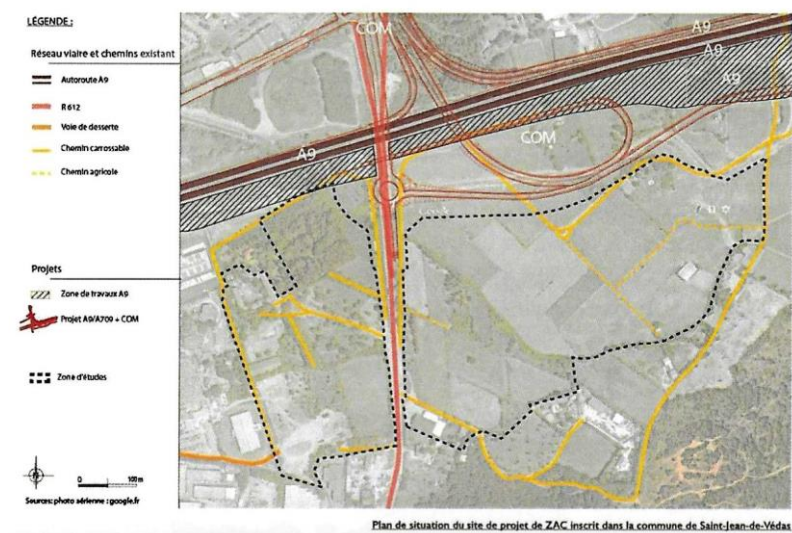 LÉGENDE :
Réseau viaire et chemins existant
Autoroute A9
R 612
Voie de desserte
Chemin carrossable
Chemin agricole
Projets
Zone de travaux A9
Projet A9/A709 + COM
Zone d'études
0 100 m
Sources: photo aérienne : google.fr
COM
A9
A9
A9
COM
A9
Plan de situation du site de projet de ZAC inscrit dans la commune de Saint-Jean-de-Védas